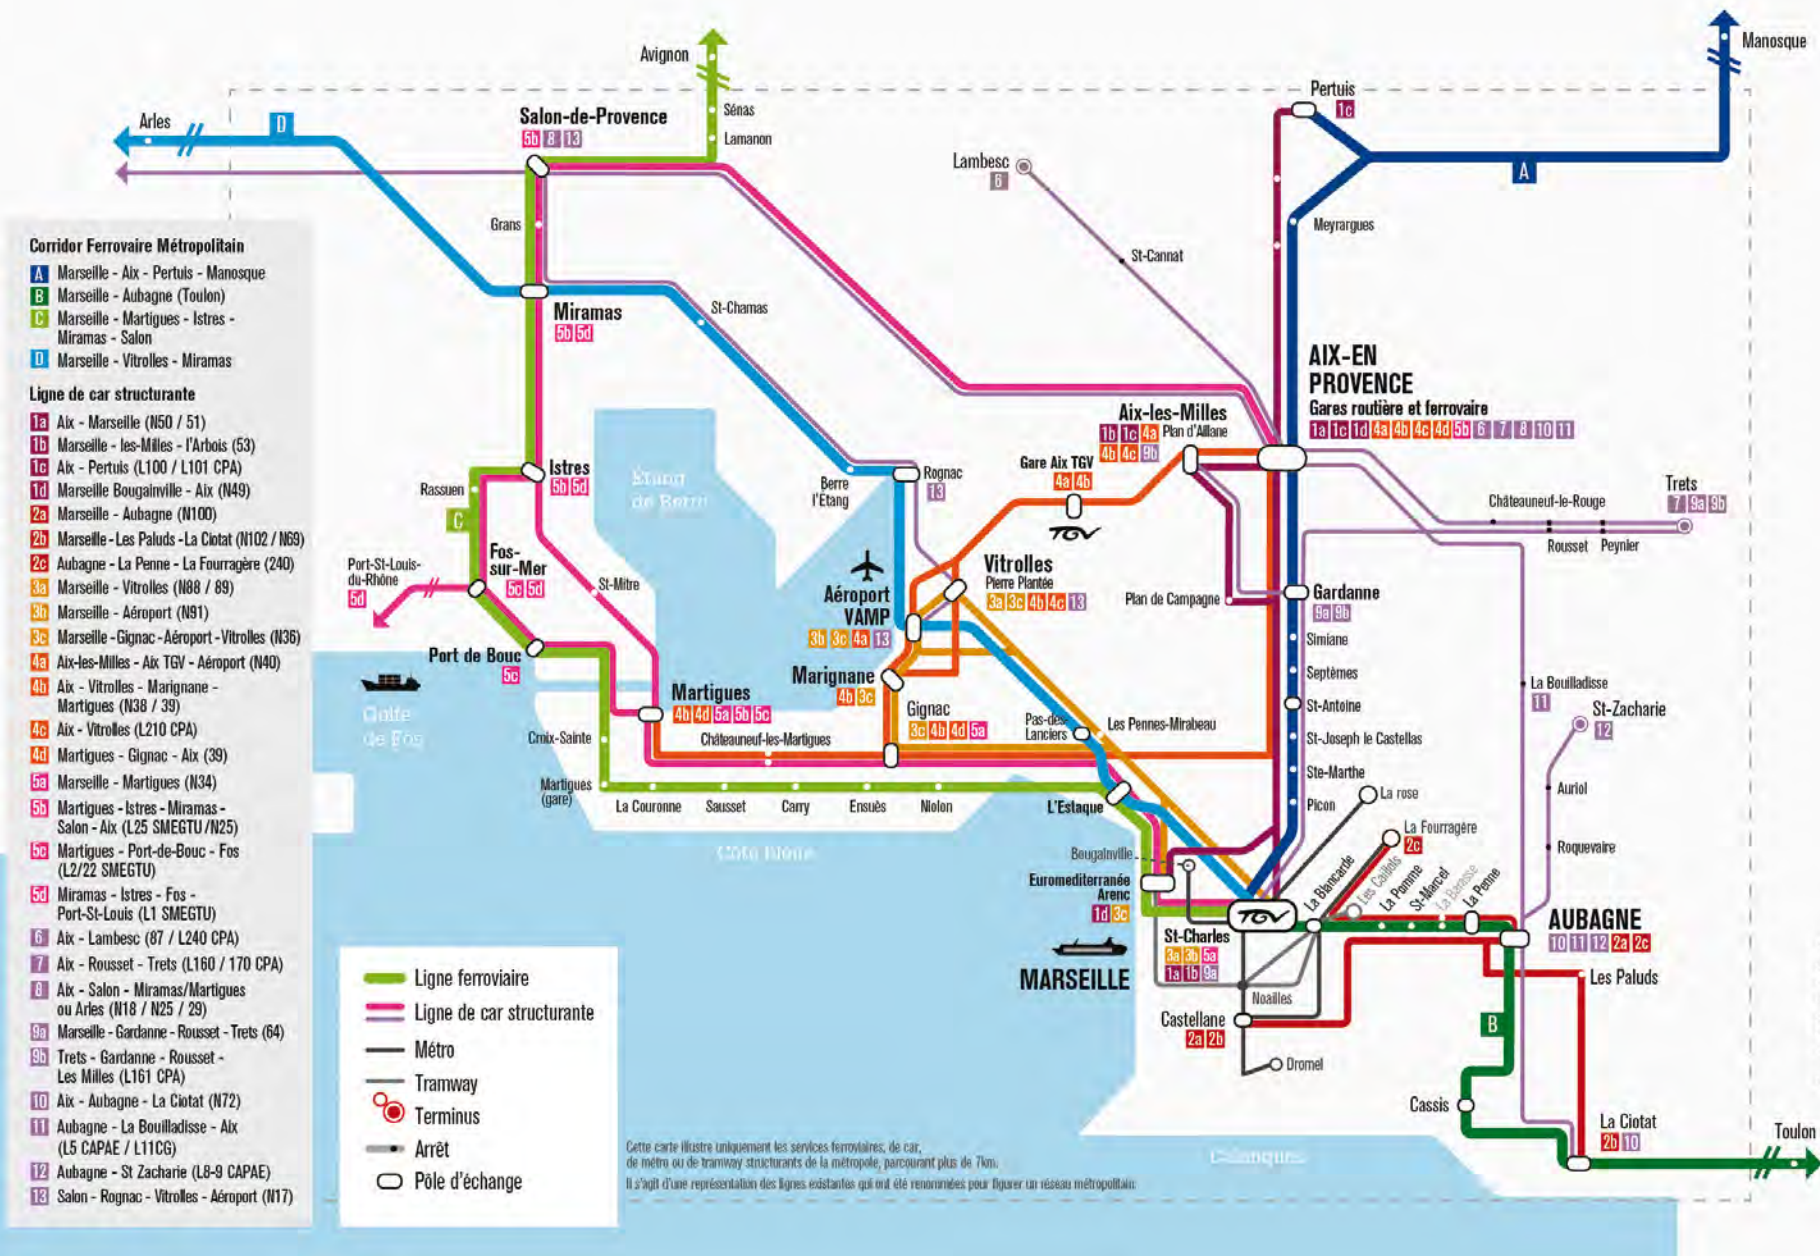 Corridor Ferrovaire Métropolitain
A Marseille - Aix - Pertuis - Manosque
B Marseille - Aubagne (Toulon)
C Marseille - Martigues - Istres -
Miramas - Salon
D Marseille - Vitrolles - Miramas
Ligne de car structurante
1a Aix - Marseille (N50 / 51)
1b Marseille - les-Milles - l'Arbois (53)
1c Aix - Pertuis (L100 / L101 CPA)
1d Marseille Bougainville - Aix (N49)
2a Marseille - Aubagne (N100)
2b Marseille - Les Paluds - La Ciotat (N102 / N69)
2c Aubagne - La Penne - La Fourragère (240)
3a Marseille - Vitrolles (N88 / 89)
3b Marseille - Aéroport (N91)
3c Marseille - Gignac - Aéroport - Vitrolles (N36)
4a Aix-les-Milles - Aix TGV - Aéroport (N40)
4b Aix - Vitrolles - Marignane -
Martigues (N38 / 39)
4c Aix - Vitrolles (L210 CPA)
4d Martigues - Gignac - Aix (39)
5a Marseille - Martigues (N34)
5b Martigues - Istres - Miramas -
Salon - Aix (L25 SMEGTU /N25)
5c Martigues - Port-de-Bouc - Fos
(L2/22 SMEGTU)
5d Miramas - Istres - Fos -
Port-St-Louis (L1 SMEGTU)
6 Aix - Lambesc (87 / L240 CPA)
7 Aix - Rousset - Trets (L160 / 170 CPA)
8 Aix - Salon - Miramas/Martigues
ou Arles (N18 / N25 / 29)
9a Marseille - Gardanne - Rousset - Trets (64)
9b Trets - Gardanne - Rousset -
Les Milles (L161 CPA)
10 Aix - Aubagne - La Ciotat (N72)
11 Aubagne - La Bouilladisse - Aix
(L5 CAPAE / L11CG)
12 Aubagne - St Zacharie (L8-9 CAPAE)
13 Salon - Rognac - Vitrolles - Aéroport (N17)
Ligne ferroviaire
Ligne de car structurante
Métro
Tramway
Terminus
Arrêt
Pôle d'échange
Arles
D
Avignon
Sénas
Lamanon
Salon-de-Provence
5b 8 13
Grans
Miramas
5b 5d
St-Chamas
Berre
l'Etang
Rognac
13
Istres
5b 5d
Rassuen
C
Fos-
sur-Mer
5c 5d
Port-St-Louis-
du-Rhône
5d
St-Mitre
Port de Bouc
5c
Étang
de Berre
Golfe
de Fos
Martigues
4b 4d 5a 5b 5c
Croix-Sainte
Martigues
(gare)
Châteauneuf-les-Martigues
La Couronne
Sausset
Carry
Ensuès
Niolon
Côte Bleue
Aéroport
VAMP
3b 3c 4a 13
Marignane
4b 3c
Gignac
3c 4b 4d 5a
Vitrolles
Pierre Plantée
3a 3c 4b 4c 13
Gare Aix TGV
4a 4b
TGV
Aix-les-Milles
Plan d'Aillane
1b 1c 4a
4b 4c 9b
Pas-des-
Lanciers
Les Pennes-Mirabeau
L'Estaque
Plan de Campagne
Lambesc
6
St-Cannat
Pertuis
1c
Manosque
A
Meyrargues
AIX-EN
PROVENCE
Gares routière et ferrovaire
1a 1c 1d 4a 4b 4c 4d 5b 6 7 8 10 11
Châteauneuf-le-Rouge
Rousset
Peynier
Trets
7 9a 9b
Gardanne
9a 9b
Simiane
Septèmes
St-Antoine
St-Joseph le Castellas
Ste-Marthe
Picon
La Bouilladisse
11
St-Zacharie
12
Auriol
Roquevaire
La rose
La Fourragère
2c
Bougainville
Euromediterranée
Arenc
1d 3c
TGV
St-Charles
3a 3b 5a
1a 1b 9a
MARSEILLE
La Blancarde
Les Caillols
La Pomme
St-Marcel
La Barasse
La Penne
AUBAGNE
10 11 12 2a 2c
Les Paluds
Noailles
Castellane
2a 2b
Dromel
B
Cassis
La Ciotat
2b 10
Toulon
Calanques
Cette carte illustre uniquement les services ferroviaires, de car,
de métro ou de tramway structurants de la métropole, parcourant plus de 7km.
Il s'agit d'une représentation des lignes existantes qui ont été renommées pour figurer un réseau métropolitain.